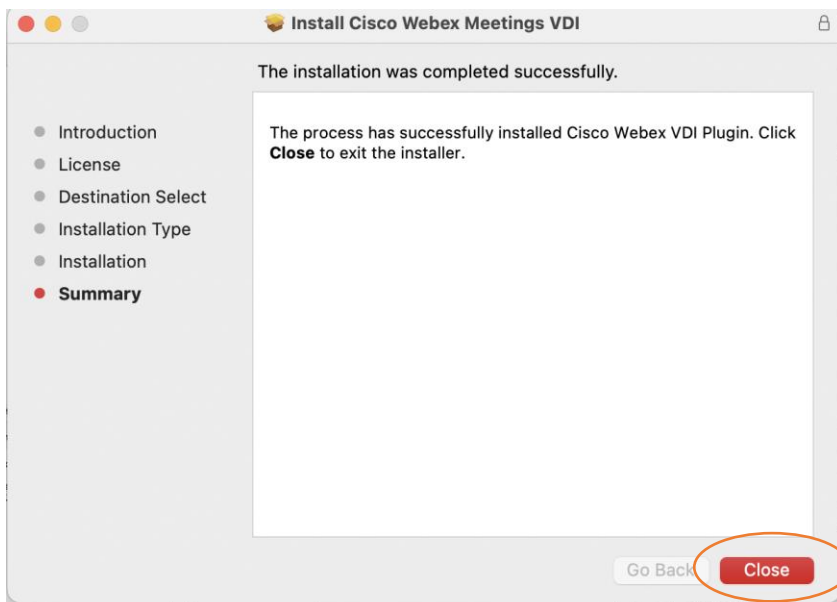 Install Cisco Webex Meetings VDI
The installation was completed successfully.
Introduction
License
Destination Select
Installation Type
Installation
Summary
The process has successfully installed Cisco Webex VDI Plugin. Click
Close to exit the installer.
Go Back
Close